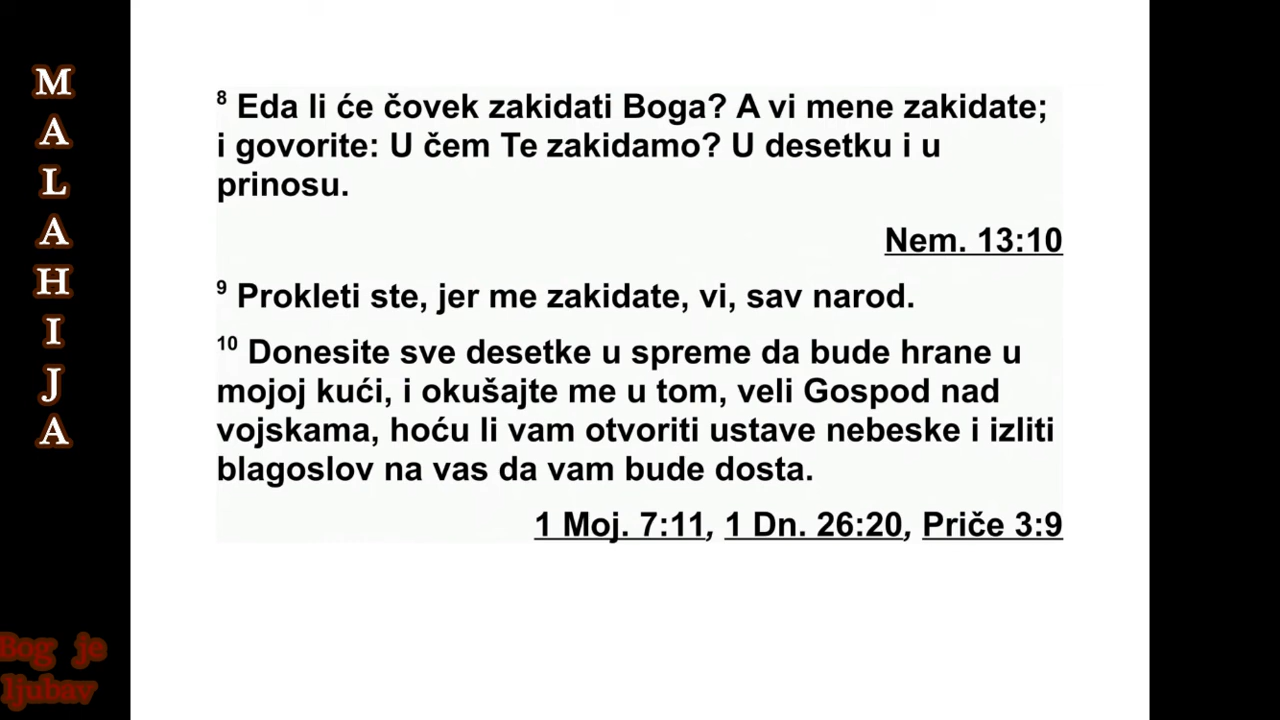 MALAHIJA
8 Eda li će čovek zakidati Boga? A vi mene zakidate;
i govorite: U čem Te zakidamo? U desetku i u
prinosu.
Nem. 13:10
9 Prokleti ste, jer me zakidate, vi, sav narod.
10 Donesite sve desetke u spreme da bude hrane u
mojoj kući, i okušajte me u tom, veli Gospod nad
vojskama, hoću li vam otvoriti ustave nebeske i izliti
blagoslov na vas da vam bude dosta.
1 Moj. 7:11, 1 Dn. 26:20, Priče 3:9
Bog je
ljubav